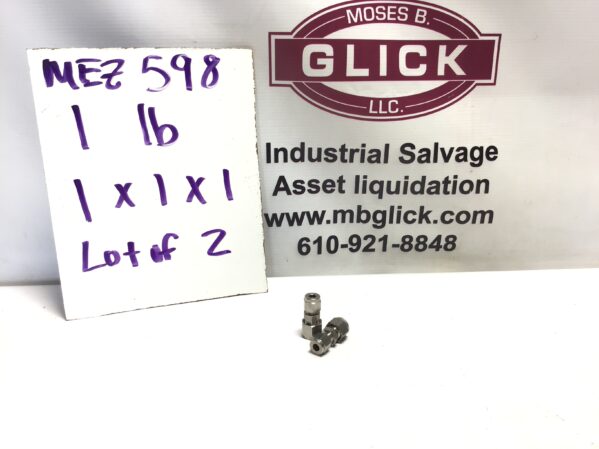 MEZ 598
1 lb
1 x 1 x 1
Lot of 2
MOSES B.
GLICK
LLC.
Industrial Salvage
Asset liquidation
www.mbglick.com
610-921-8848